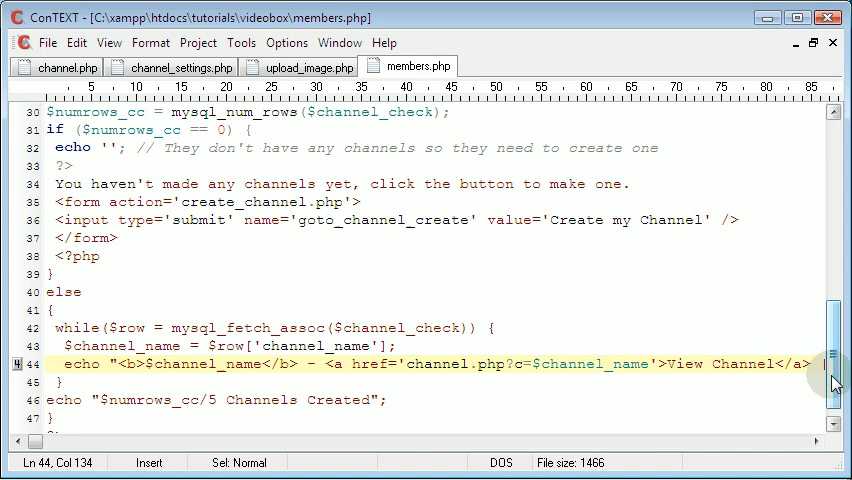 ConTEXT - [C:\xampp\htdocs\tutorials\videobox\members.php]
File Edit View Format Project Tools Options Window Help
channel.php channel_settings.php upload_image.php members.php
5 10 15 20 25 30 35 40 45 50 55 60 65 70 75 80 85
30 $numrows_cc = mysql_num_rows($channel_check);
31 if ($numrows_cc == 0) {
32 echo ''; // They don't have any channels so they need to create one
33 ?>
34 You haven't made any channels yet, click the button to make one.
35 <form action='create_channel.php'>
36 <input type='submit' name='goto_channel_create' value='Create my Channel' />
37 </form>
38 <?php
39 }
40 else
41 {
42 while($row = mysql_fetch_assoc($channel_check)) {
43 $channel_name = $row['channel_name'];
4 44 echo "<b>$channel_name</b> - <a href='channel.php?c=$channel_name'>View Channel</a> |
45 }
46 echo "$numrows_cc/5 Channels Created";
47 }
Ln 44, Col 134 Insert Sel: Normal DOS File size: 1466